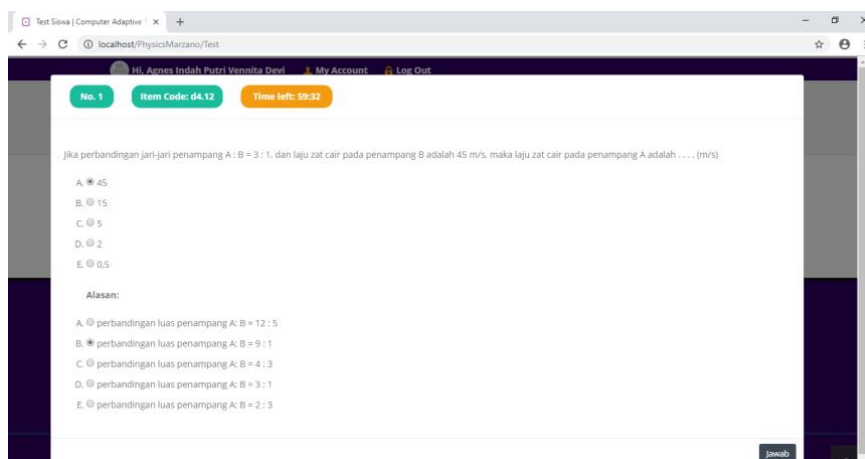 Test Siswa | Computer Adaptive
localhost/PhysicsMarzano/Test
Hi, Agnes Indah Putri Vennita Devi My Account Log Out
No. 1 Item Code: d4.12 Time left: 59:32
Jika perbandingan jari-jari penampang A : B = 3 : 1, dan laju zat cair pada penampang B adalah 45 m/s, maka laju zat cair pada penampang A adalah . . . . (m/s)
A. 45
B. 15
C. 5
D. 2
E. 0,5
Alasan:
A. perbandingan luas penampang A: B = 12 : 5
B. perbandingan luas penampang A: B = 9 : 1
C. perbandingan luas penampang A: B = 4 : 3
D. perbandingan luas penampang A: B = 3 : 1
E. perbandingan luas penampang A: B = 2 : 3
Jawab